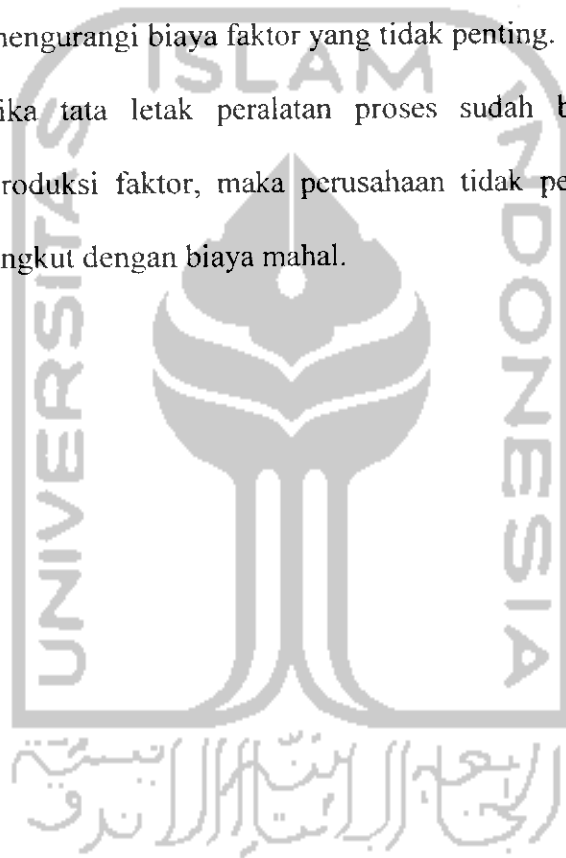 mengurangi biaya faktor yang tidak penting.
ISLAM
ika tata letak peralatan proses sudah b
roduksi faktor, maka perusahaan tidak pe
ngkut dengan biaya mahal.
UNIVERSITAS
INDONESIA